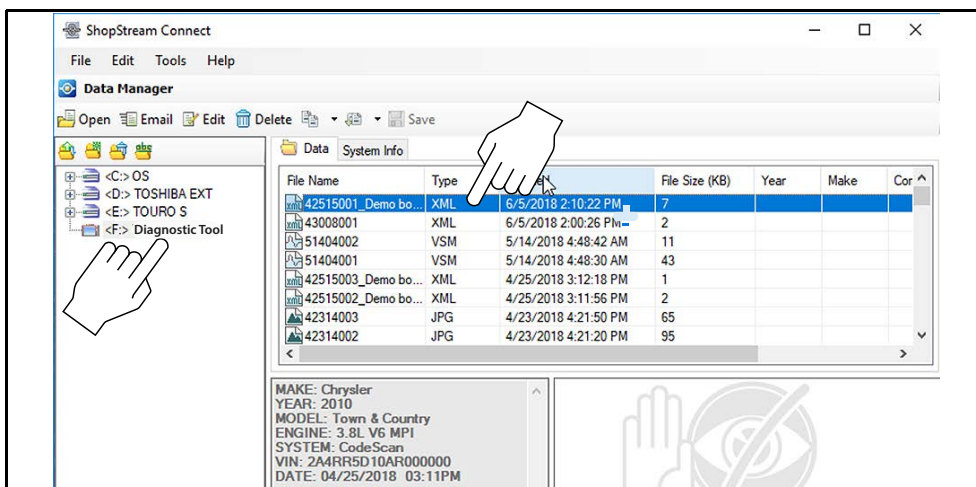 ShopStream Connect
File Edit Tools Help
Data Manager
Open Email Edit Delete Save
Data System Info
<C:> OS
<D:> TOSHIBA EXT
<E:> TOURO S
<F:> Diagnostic Tool
File Name Type File Size (KB) Year Make Cor
42515001_Demo bo... XML 6/5/2018 2:10:22 PM 7
43008001 XML 6/5/2018 2:00:26 PM 2
51404002 VSM 5/14/2018 4:48:42 AM 11
51404001 VSM 5/14/2018 4:48:30 AM 43
42515003_Demo bo... XML 4/25/2018 3:12:18 PM 1
42515002_Demo bo... XML 4/25/2018 3:11:56 PM 2
42314003 JPG 4/23/2018 4:21:50 PM 65
42314002 JPG 4/23/2018 4:21:20 PM 95
MAKE: Chrysler
YEAR: 2010
MODEL: Town & Country
ENGINE: 3.8L V6 MPI
SYSTEM: CodeScan
VIN: 2A4RR5D10AR000000
DATE: 04/25/2018 03:11PM